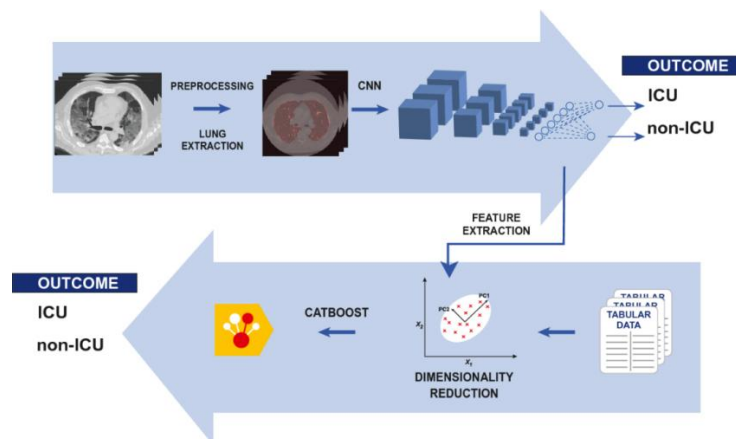 PREPROCESSING
LUNG
EXTRACTION
CNN
OUTCOME
ICU
non-ICU
FEATURE
EXTRACTION
OUTCOME
ICU
non-ICU
CATBOOST
PC1
PC2
x₂
x₁
DIMENSIONALITY
REDUCTION
TABULAR
TABULAR
TABULAR
DATA